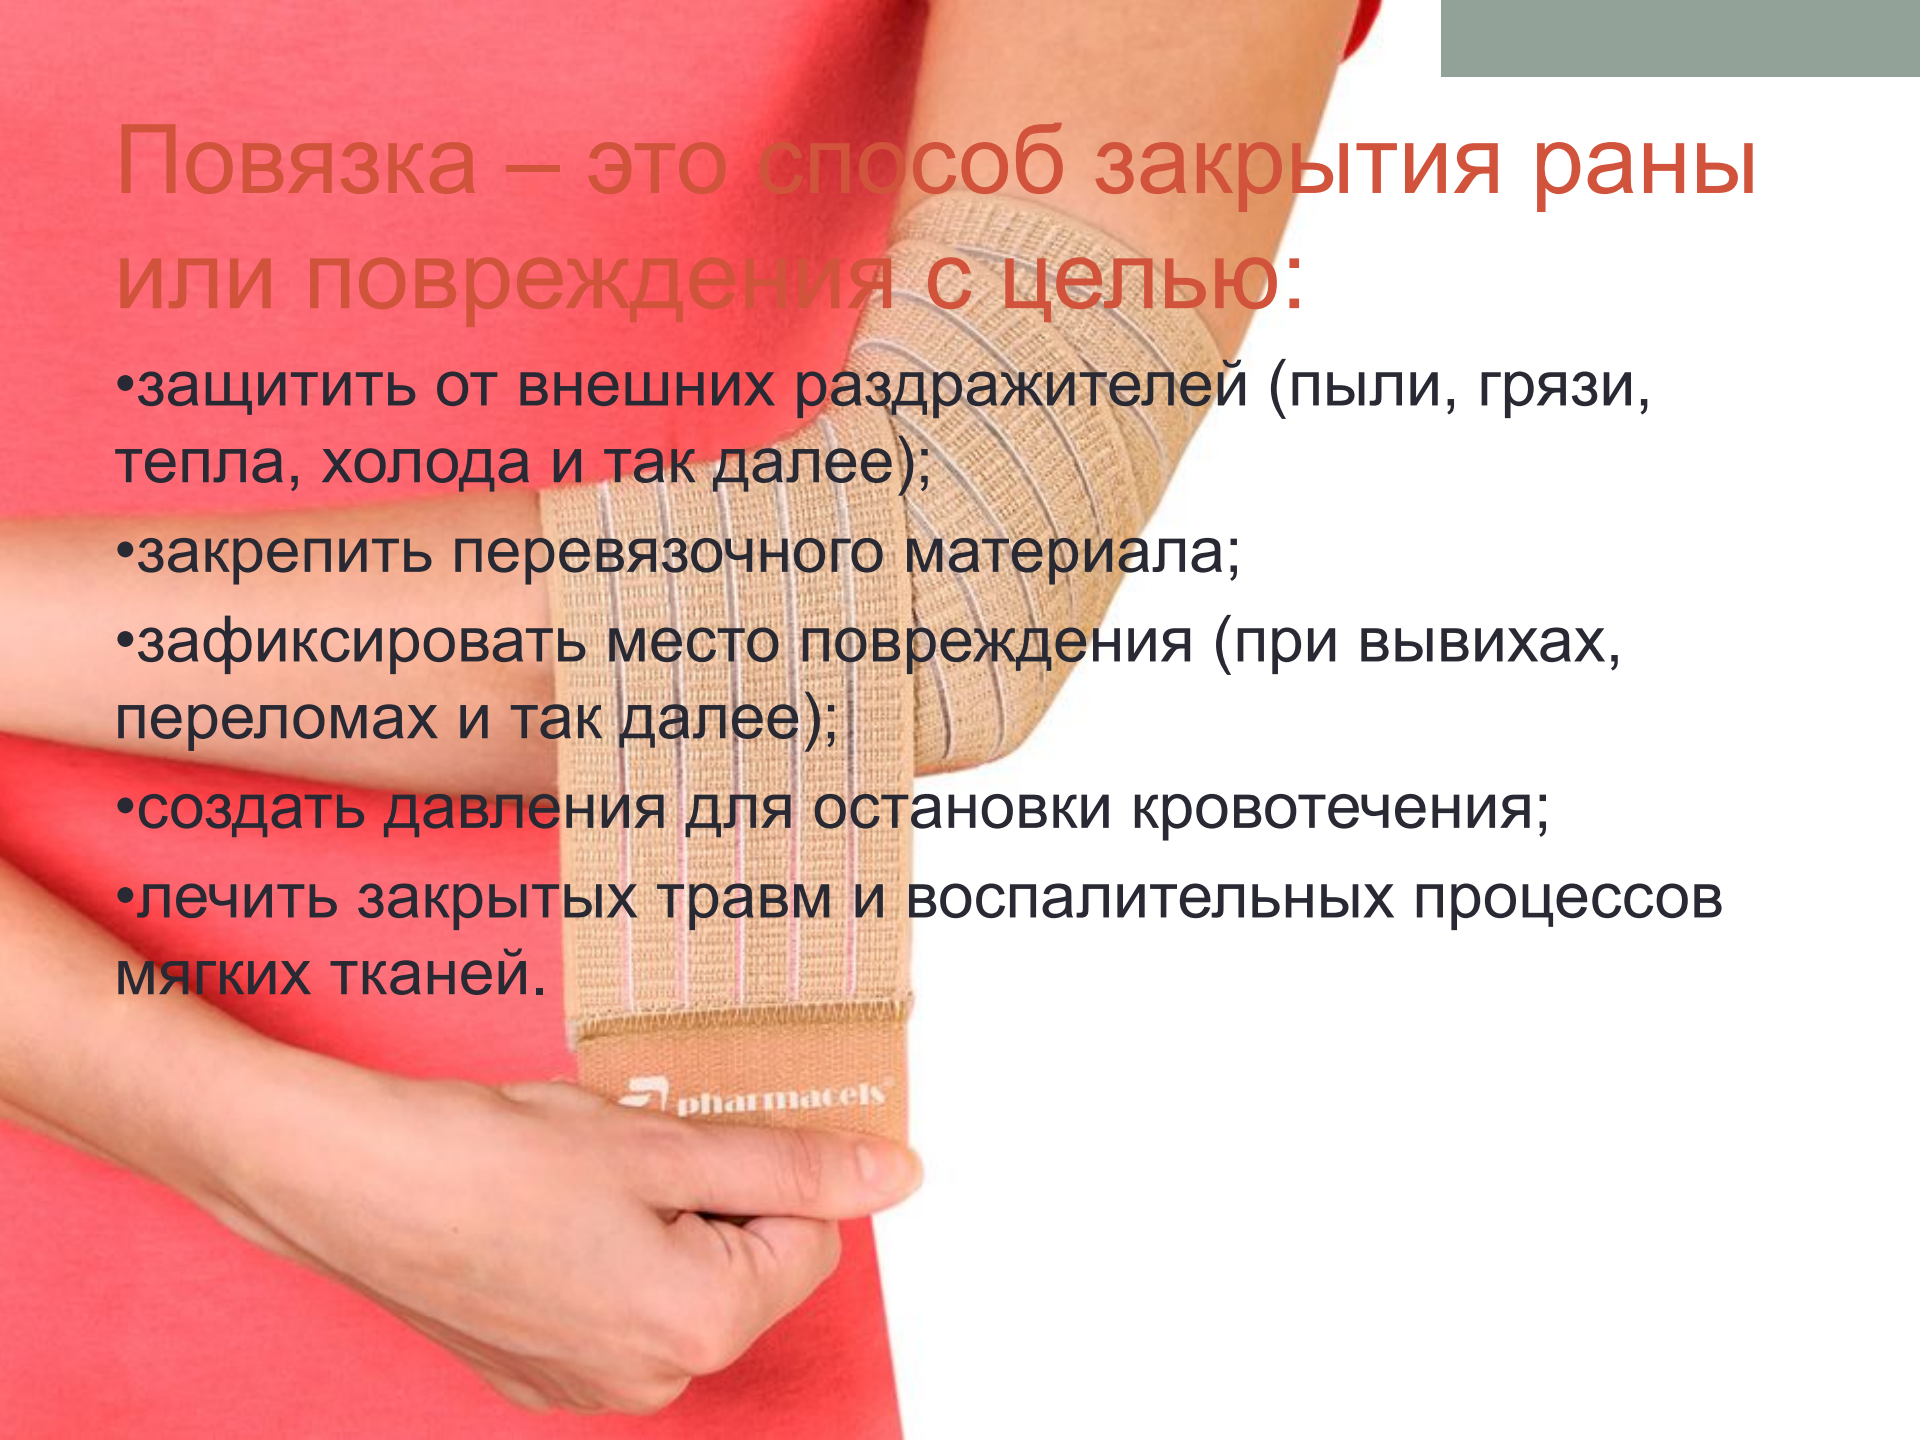 Повязка – это способ закрытия раны
или повреждения с целью:
•защитить от внешних раздражителей (пыли, грязи,
тепла, холода и так далее);
•закрепить перевязочного материала;
•зафиксировать место повреждения (при вывихах,
переломах и так далее);
•создать давления для остановки кровотечения;
•лечить закрытых травм и воспалительных процессов
мягких тканей.
pharmacels®